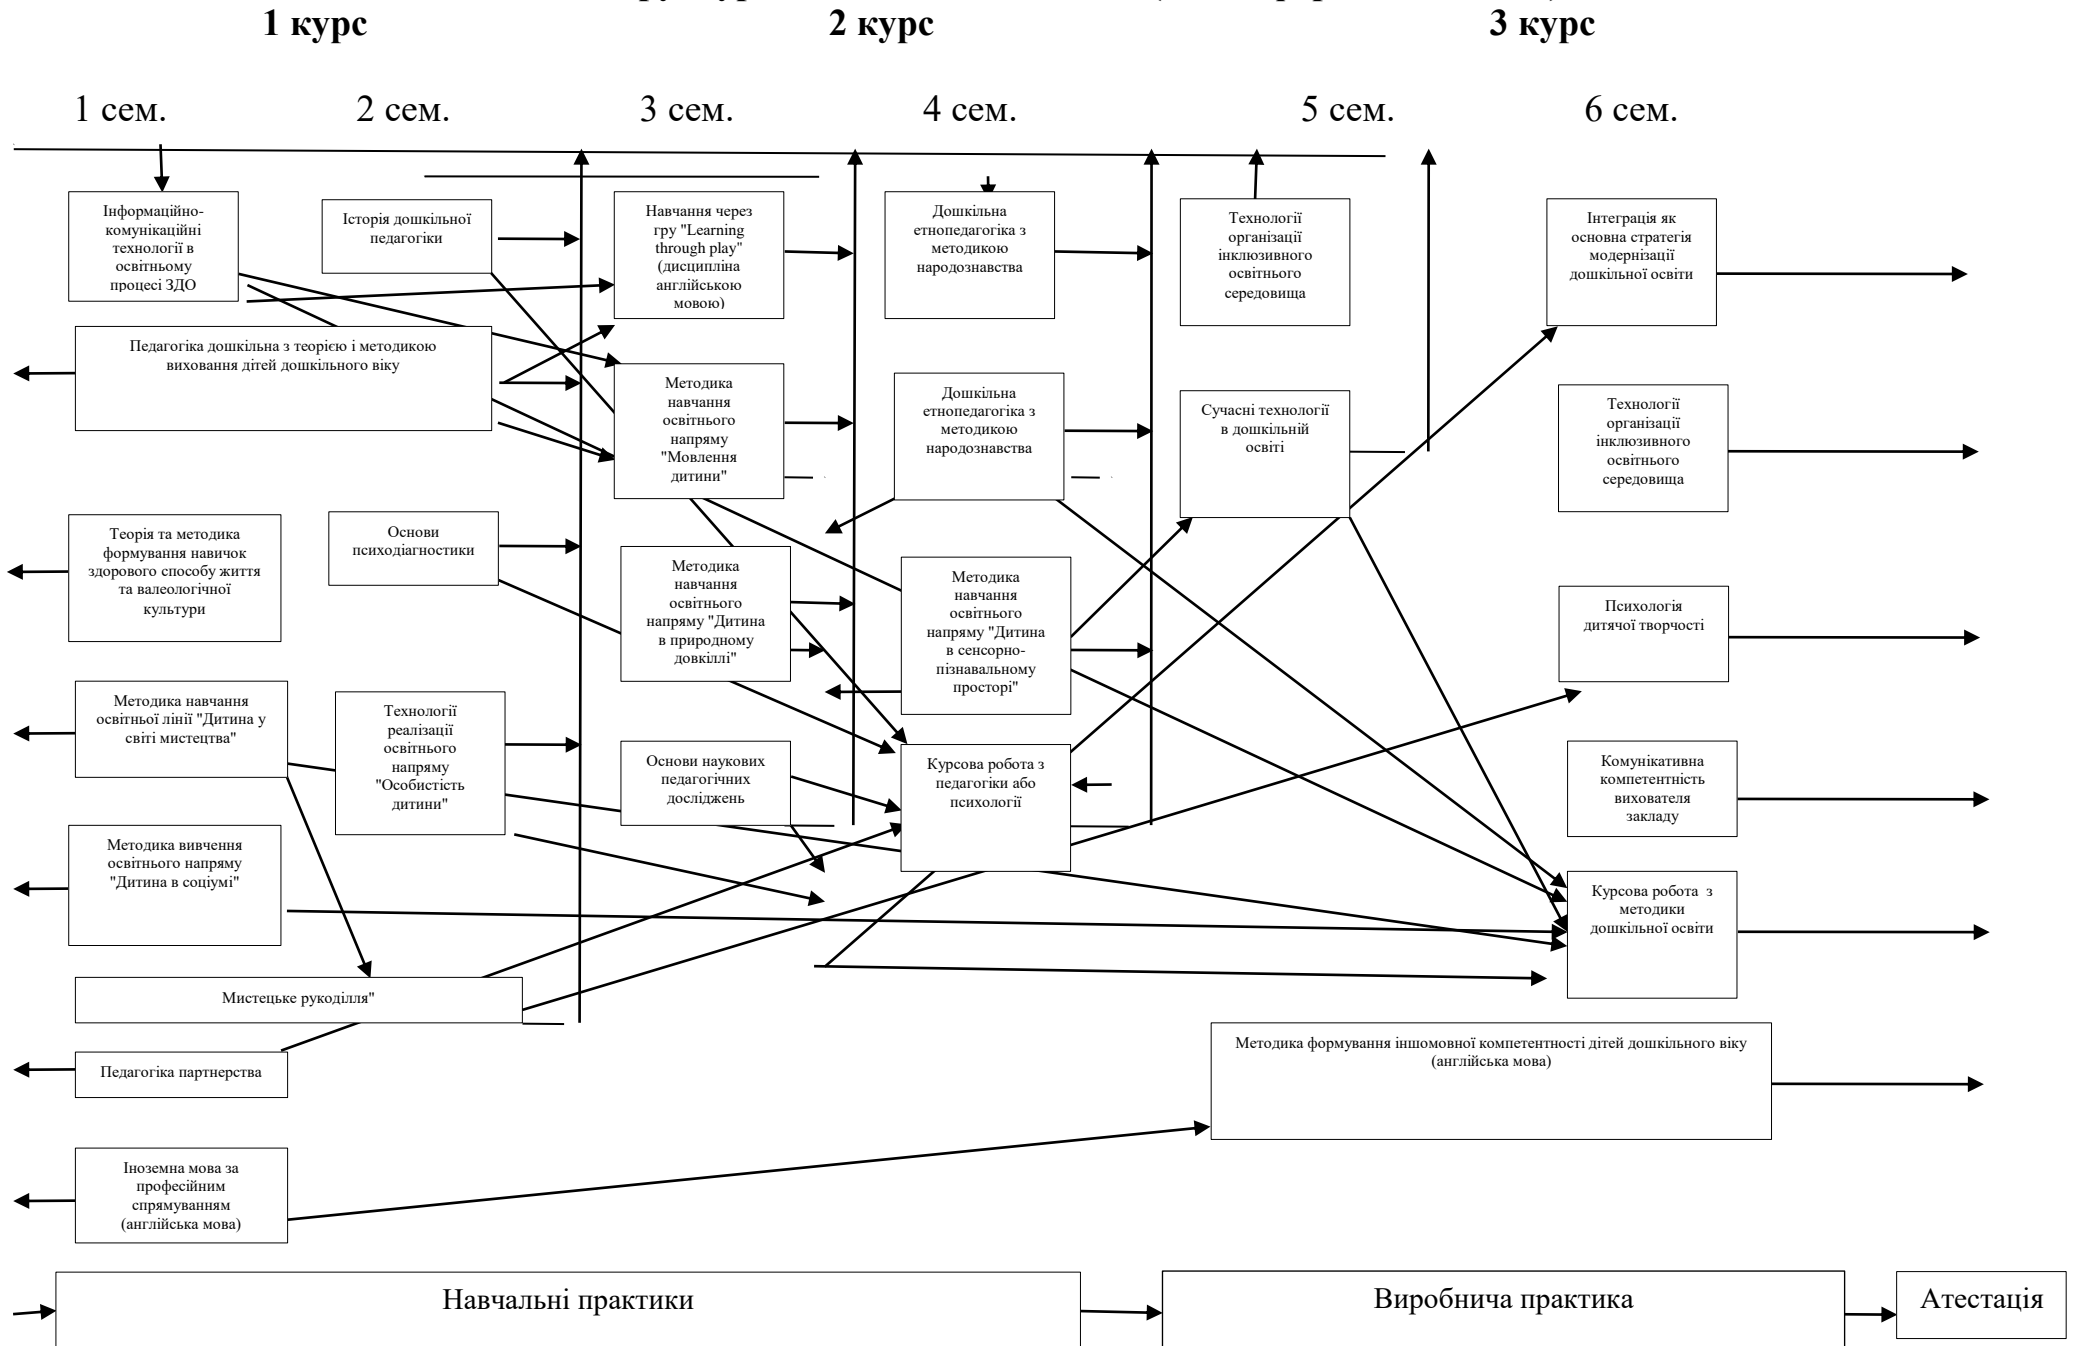 1 курс
2 курс
3 курс
1 сем.
2 сем.
3 сем.
4 сем.
5 сем.
6 сем.
Інформаційно-
комунікаційні
технології в
освітньому
процесі ЗДО
Історія дошкільної
педагогіки
Навчання через
гру "Learning
through play"
(дисципліна
англійською
мовою)
Дошкільна
етнопедагогіка з
методикою
народознавства
Технології
організації
інклюзивного
освітнього
середовища
Інтеграція як
основна стратегія
модернізації
дошкільної освіти
Педагогіка дошкільна з теорією і методикою
виховання дітей дошкільного віку
Методика
навчання
освітнього
напряму
"Мовлення
дитини"
Дошкільна
етнопедагогіка з
методикою
народознавства
Сучасні технології
в дошкільній
освіті
Технології
організації
інклюзивного
освітнього
середовища
Теорія та методика
формування навичок
здорового способу життя
та валеологічної
культури
Основи
психодіагностики
Методика
навчання
освітнього
напряму "Дитина
в природному
довкіллі"
Методика
навчання
освітнього
напряму "Дитина
в сенсорно-
пізнавальному
просторі"
Психологія
дитячої творчості
Методика навчання
освітньої лінії "Дитина у
світі мистецтва"
Технології
реалізації
освітнього
напряму
"Особистість
дитини"
Основи наукових
педагогічних
досліджень
Курсова робота з
педагогіки або
психології
Комунікативна
компетентність
вихователя
закладу
Методика вивчення
освітнього напряму
"Дитина в соціумі"
Курсова робота  з
методики
дошкільної освіти
Мистецьке рукоділля"
Методика формування іншомовної компетентності дітей дошкільного віку
(англійська мова)
Педагогіка партнерства
Іноземна мова за
професійним
спрямуванням
(англійська мова)
Навчальні практики
Виробнича практика
Атестація